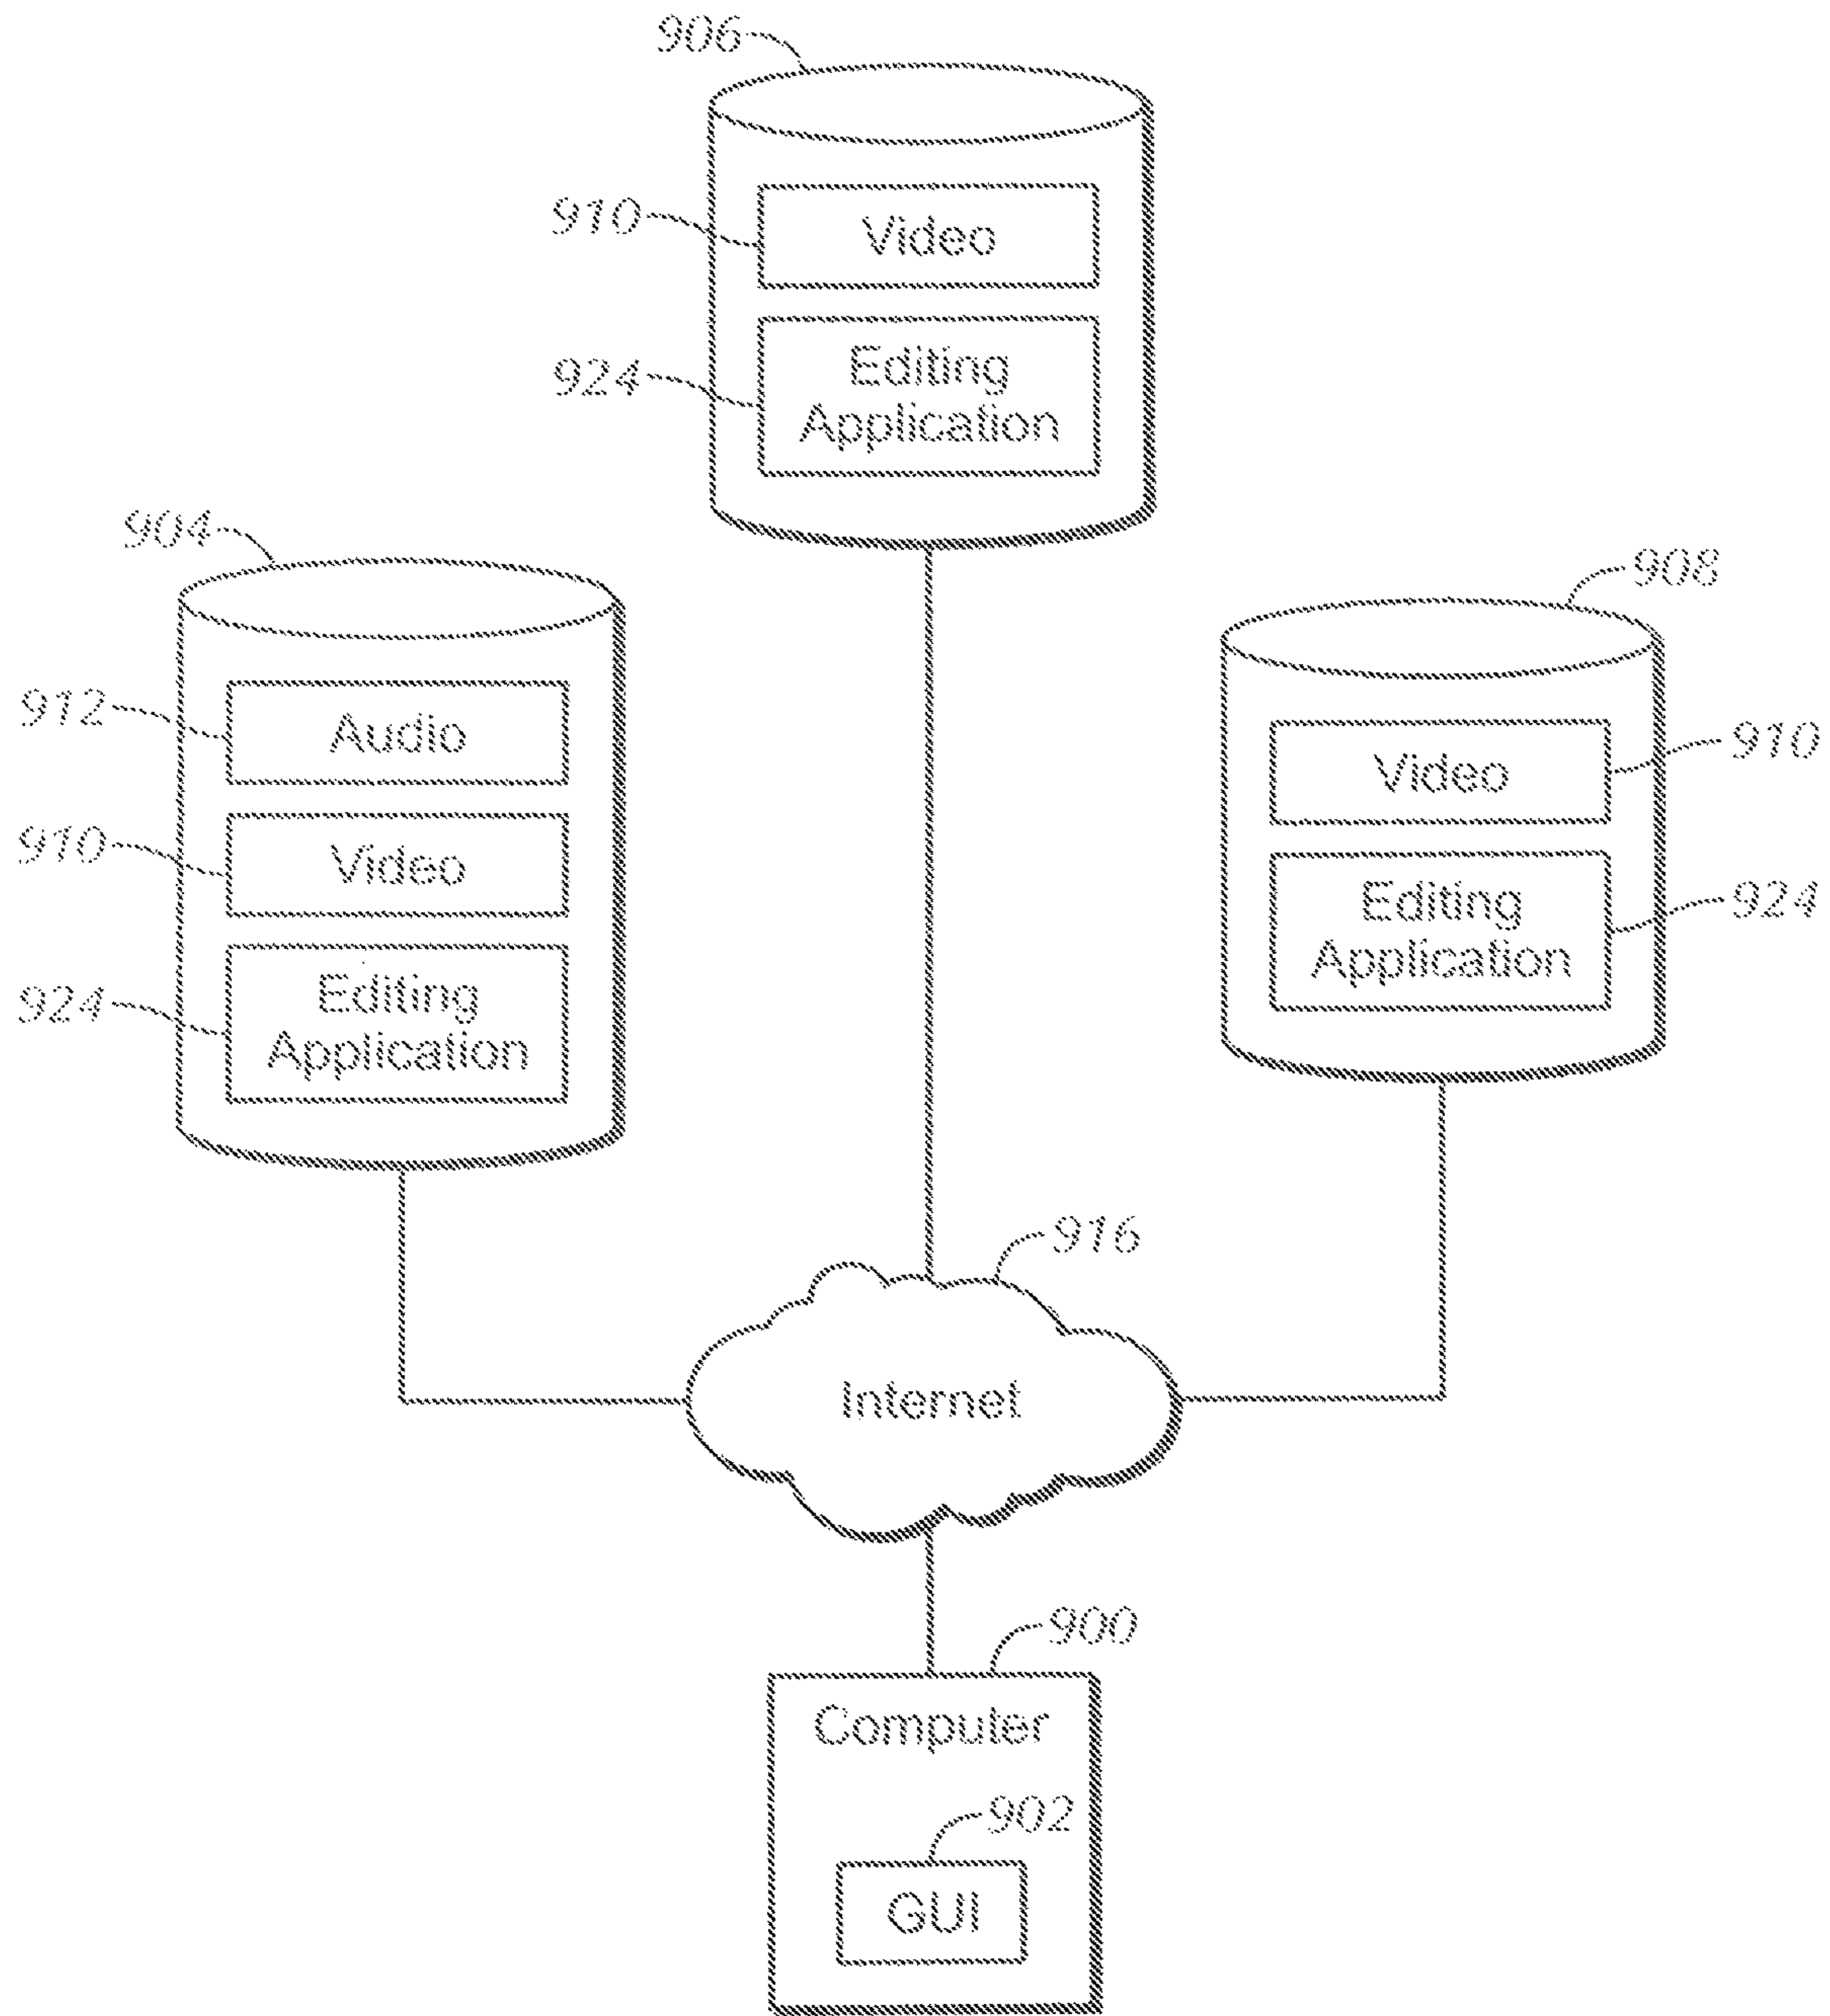 906
910
Video
924
Editing
Application
904
912
Audio
910
Video
924
Editing
Application
908
Video
910
Editing
Application
924
916
Internet
900
Computer
902
GUI